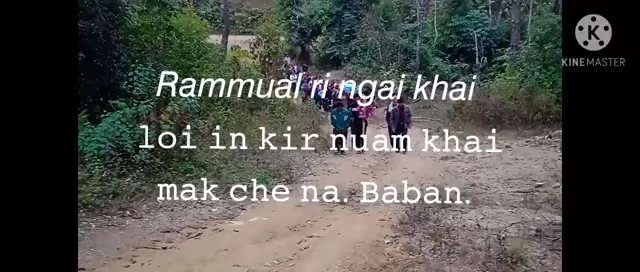 Rammual ri ngai khai
loi in kir nuam khai
mak che na. Baban.
KINEMASTER